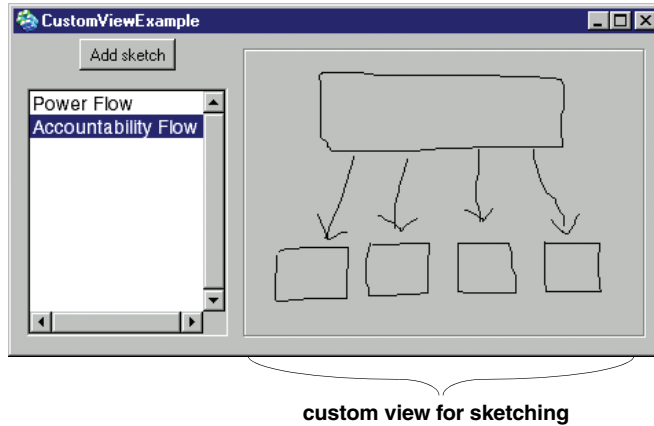 CustomViewExample
Add sketch
Power Flow
Accountability Flow
custom view for sketching